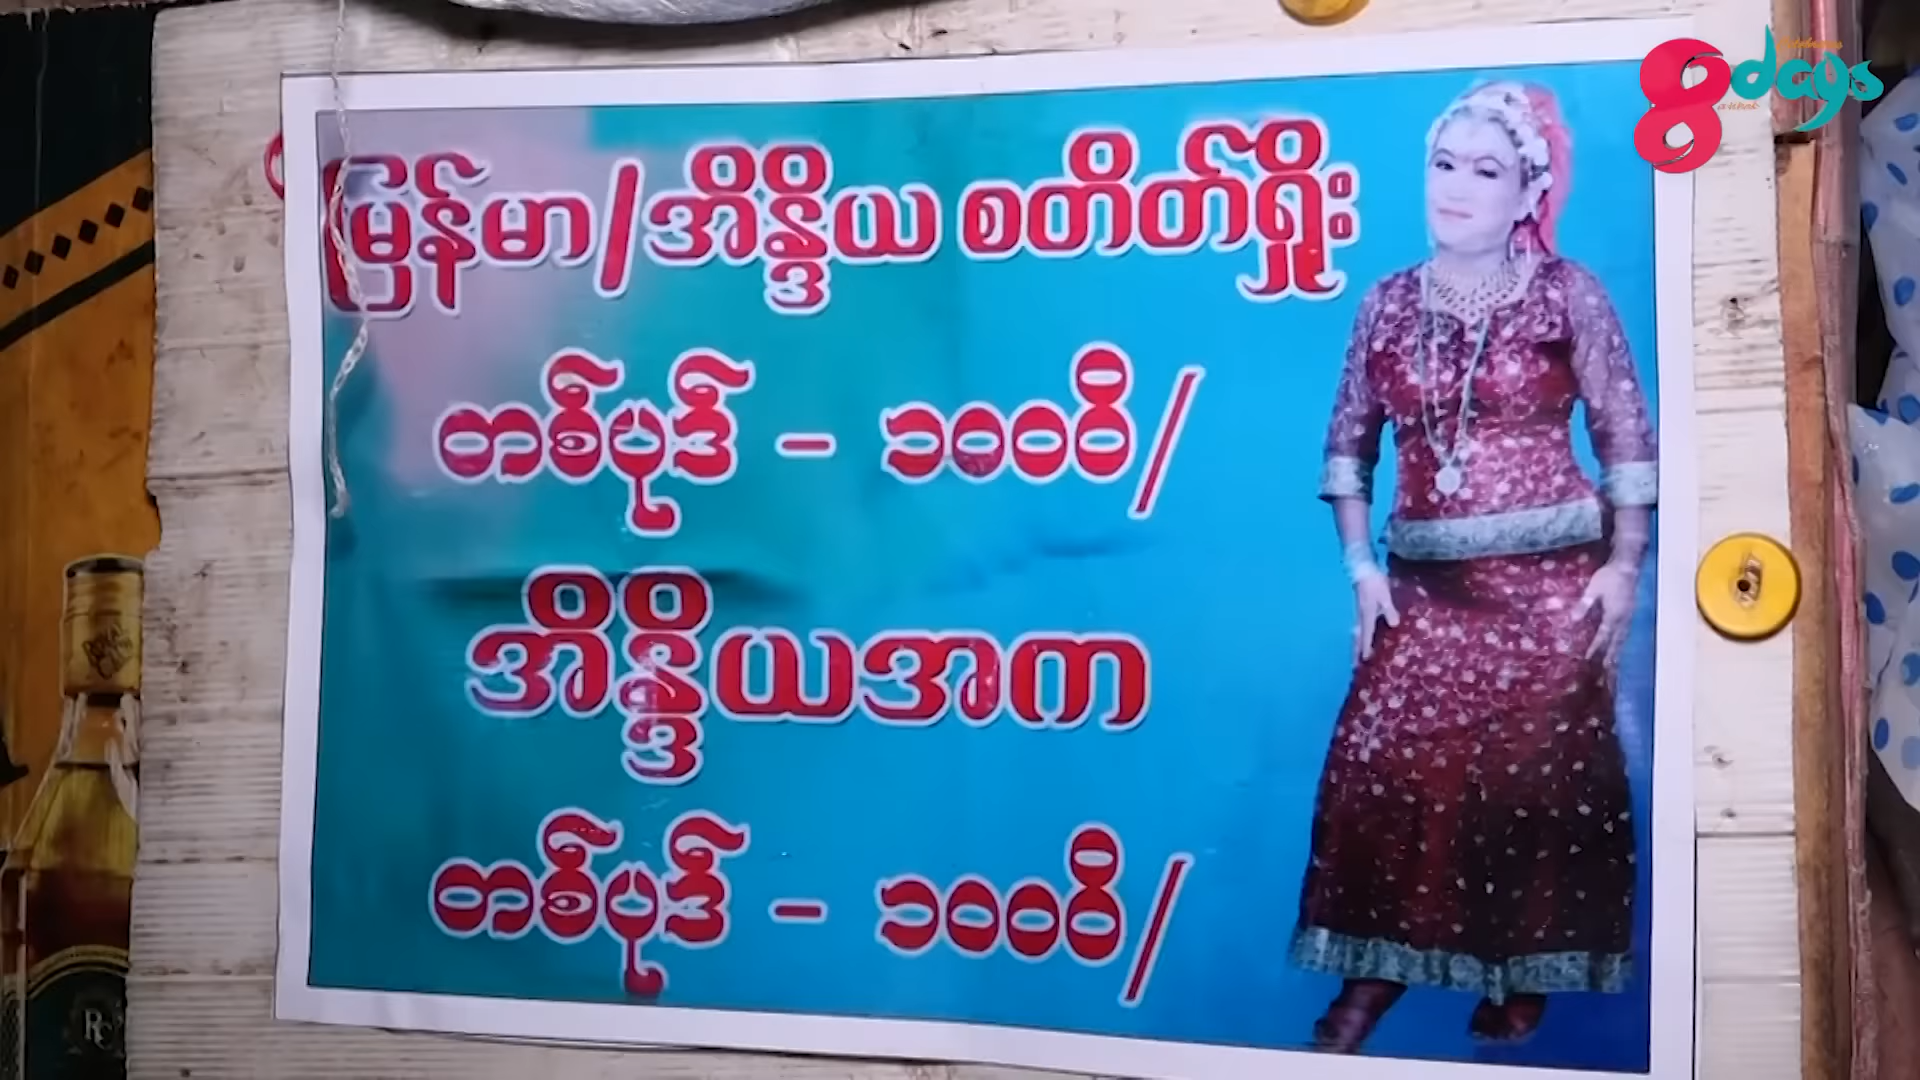 မြန်မာ/အိန္ဒိယ စတိတ်ရှိုး
တစ်ပုဒ် - ၁၀၀၀ိ/
အိန္ဒိယအက
တစ်ပုဒ် - ၁၀၀၀ိ/
8days